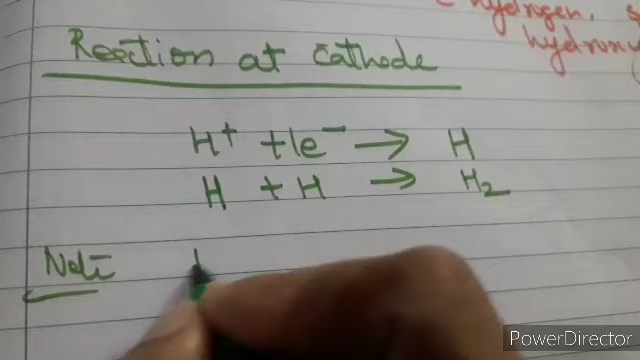 hydrogen,
Reaction at Cathode
H⁺ + 1e⁻ → H
H + H → H₂
Note
PowerDirector